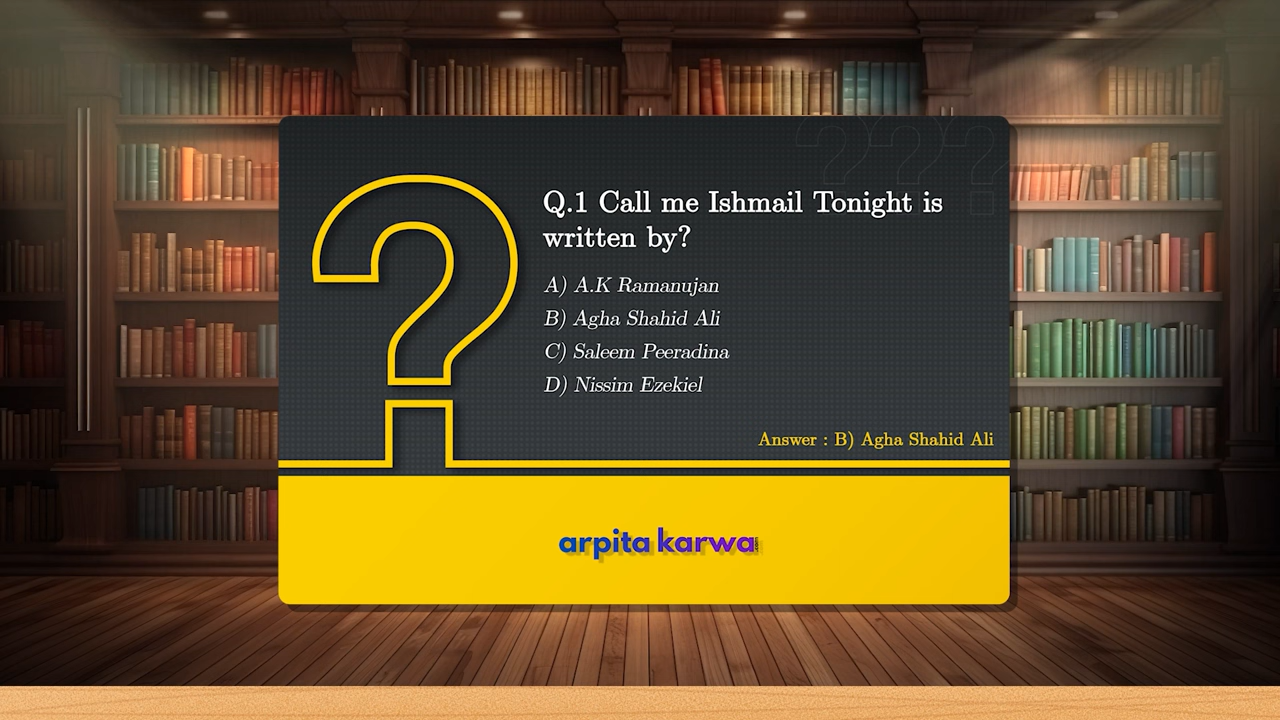 Q.1 Call me Ishmail Tonight is
written by?
A) A.K Ramanujan
B) Agha Shahid Ali
C) Saleem Peeradina
D) Nissim Ezekiel
Answer : B) Agha Shahid Ali
arpita karwa